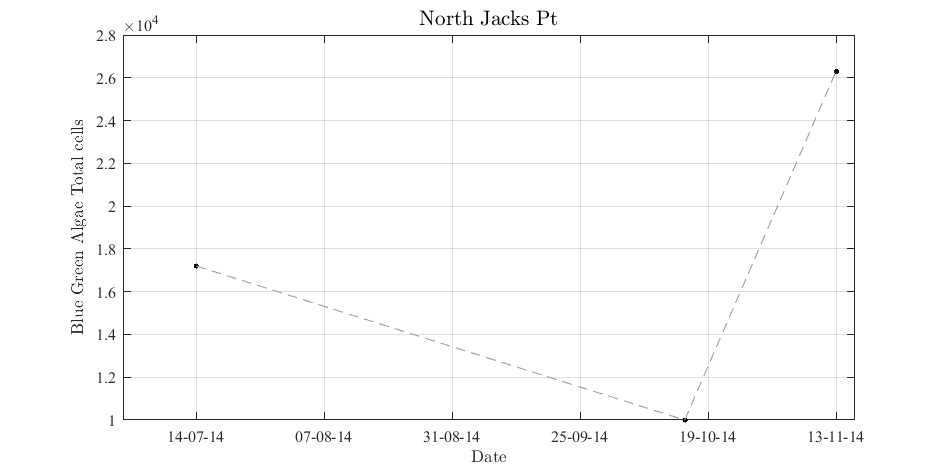 North Jacks Pt
×10⁴
2.8
2.6
2.4
2.2
2
1.8
1.6
1.4
1.2
1
Blue Green Algae Total cells
14-07-14 07-08-14 31-08-14 25-09-14 19-10-14 13-11-14
Date